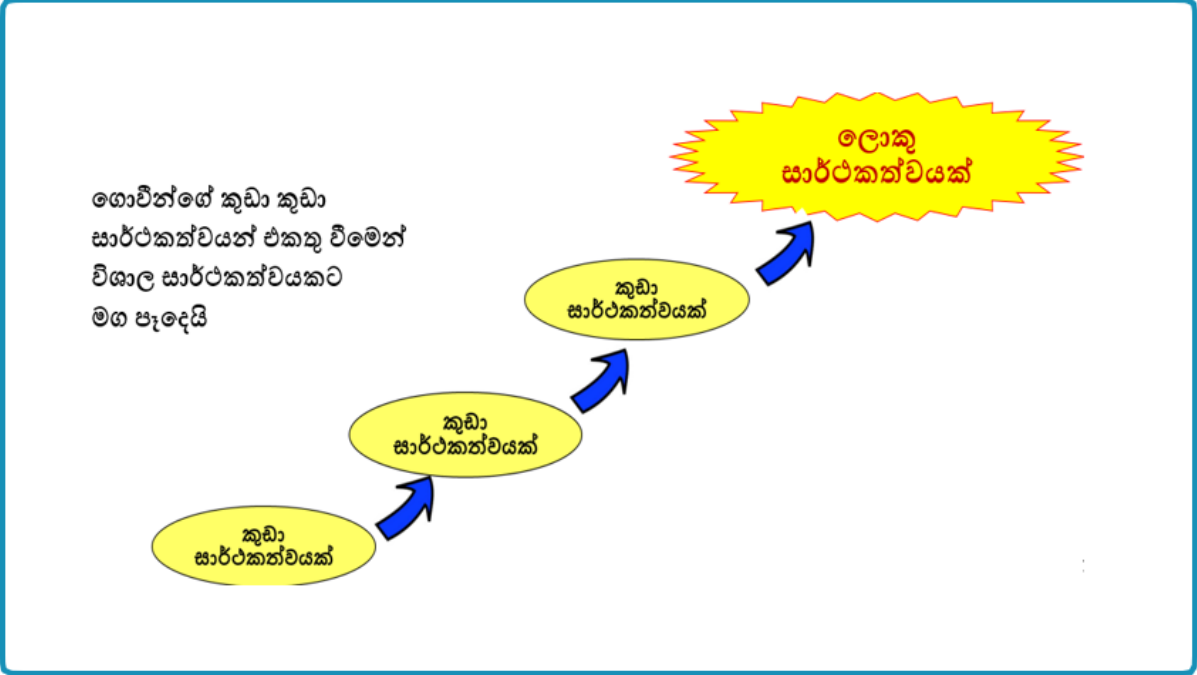 ලොකු
සාර්ථකත්වයක්
ගොවීන්ගේ කුඩා කුඩා
සාර්ථකත්වයන් එකතු වීමෙන්
විශාල සාර්ථකත්වයකට
මග පෑදෙයි
කුඩා
සාර්ථකත්වයක්
කුඩා
සාර්ථකත්වයක්
කුඩා
සාර්ථකත්වයක්